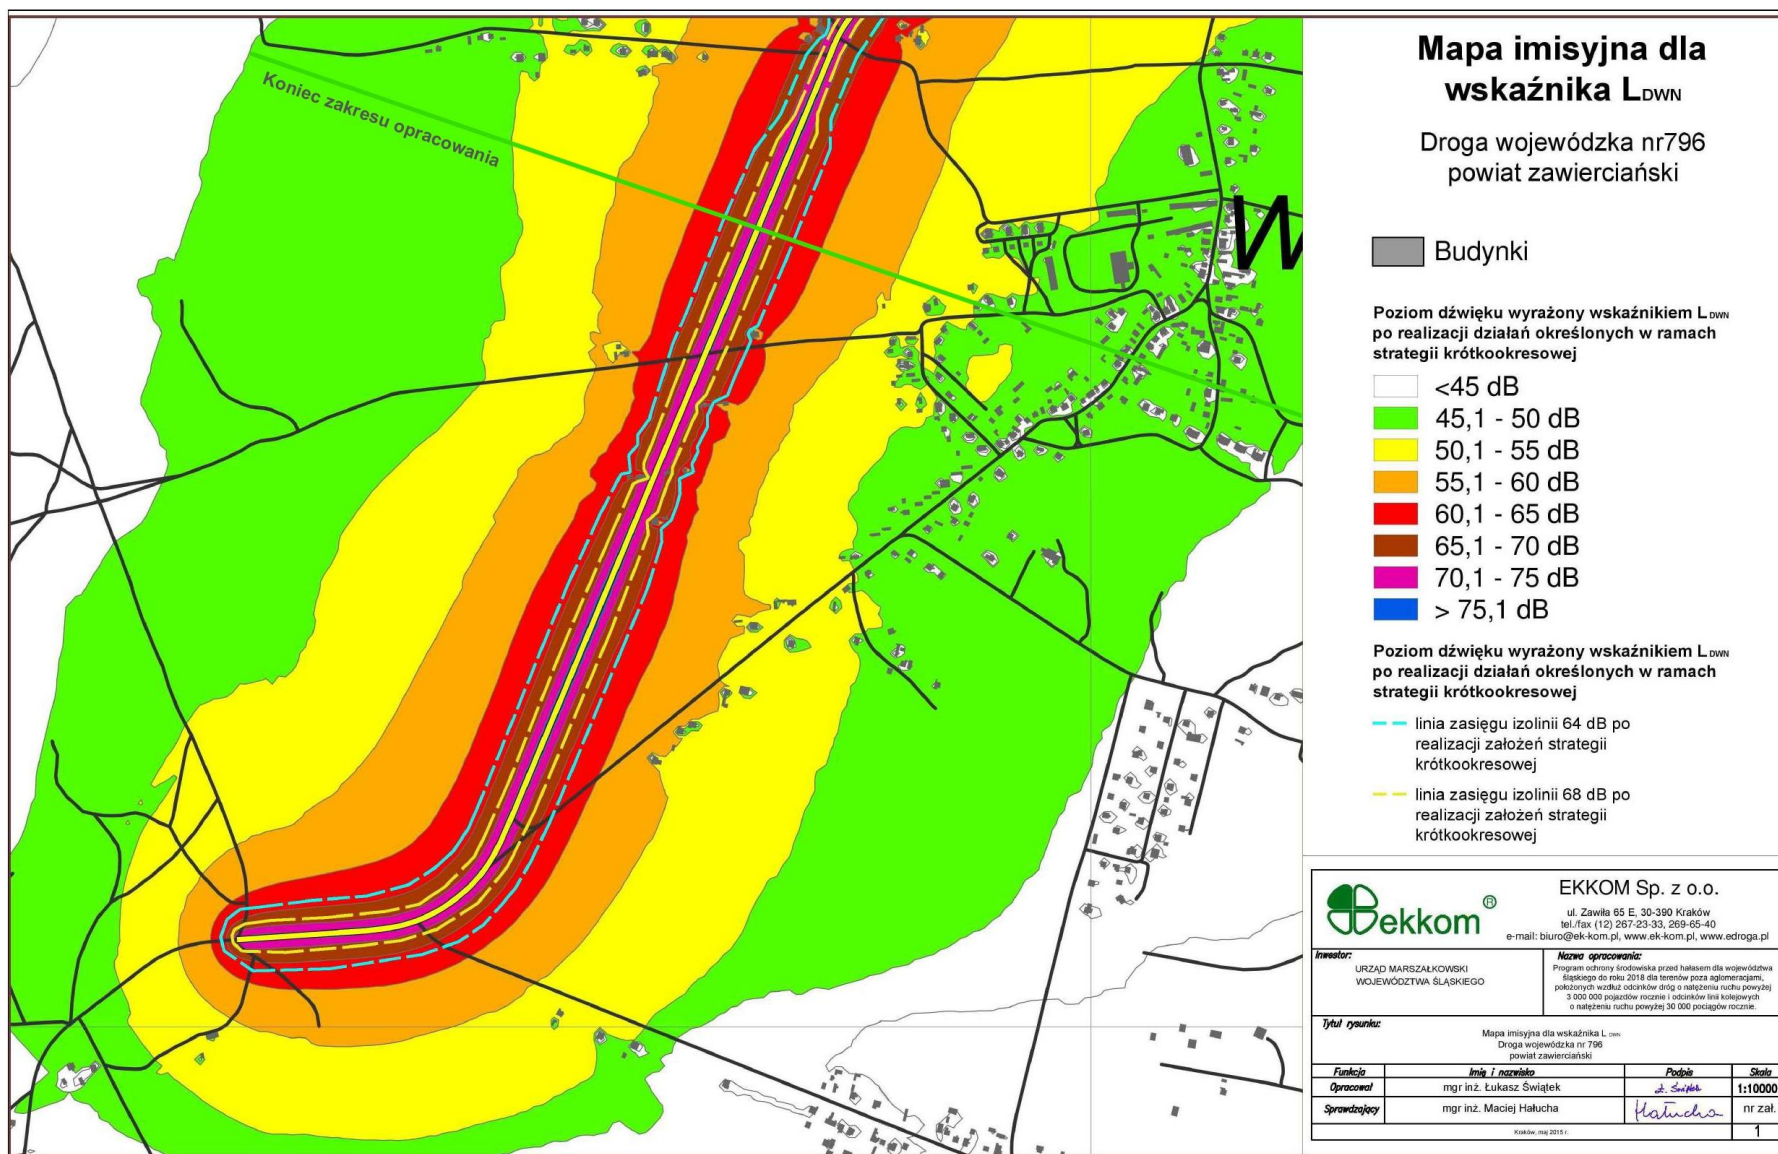 Koniec zakresu opracowania
W
Mapa imisyjna dla
wskaźnika LDWN
Droga wojewódzka nr796
powiat zawierciański
Budynki
Poziom dźwięku wyrażony wskaźnikiem LDWN
po realizacji działań określonych w ramach
strategii krótkookresowej
<45 dB
45,1 - 50 dB
50,1 - 55 dB
55,1 - 60 dB
60,1 - 65 dB
65,1 - 70 dB
70,1 - 75 dB
> 75,1 dB
Poziom dźwięku wyrażony wskaźnikiem LDWN
po realizacji działań określonych w ramach
strategii krótkookresowej
linia zasięgu izolinii 64 dB po
realizacji założeń strategii
krótkookresowej
linia zasięgu izolinii 68 dB po
realizacji założeń strategii
krótkookresowej
ekkom®
EKKOM Sp. z o.o.
ul. Zawiła 65 E, 30-390 Kraków
tel./fax (12) 267-23-33, 269-65-40
e-mail: biuro@ek-kom.pl, www.ek-kom.pl, www.edroga.pl
Inwestor:
URZĄD MARSZAŁKOWSKI
WOJEWÓDZTWA ŚLĄSKIEGO
Nazwa opracowania:
Program ochrony środowiska przed hałasem dla województwa
śląskiego do roku 2018 dla terenów poza aglomeracjami,
położonych wzdłuż odcinków dróg o natężeniu ruchu powyżej
3 000 000 pojazdów rocznie i odcinków linii kolejowych
o natężeniu ruchu powyżej 30 000 pociągów rocznie.
Tytuł rysunku:
Mapa imisyjna dla wskaźnika L DWN
Droga wojewódzka nr 796
powiat zawierciański
Funkcja Imię i nazwisko Podpis Skala
Opracował mgr inż. Łukasz Świątek Ł. Świątek 1:10000
Sprawdzający mgr inż. Maciej Hałucha Hałucha nr zał.
Kraków, maj 2015 r. 1